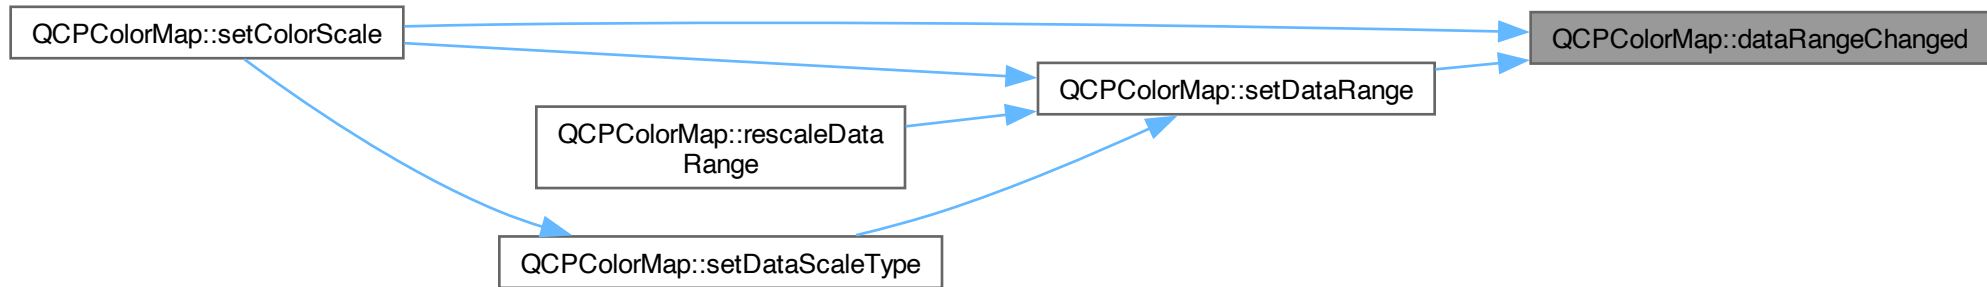 QCPColorMap::setColorScale
QCPColorMap::dataRangeChanged
QCPColorMap::setDataRange
QCPColorMap::rescaleData
Range
QCPColorMap::setDataScaleType